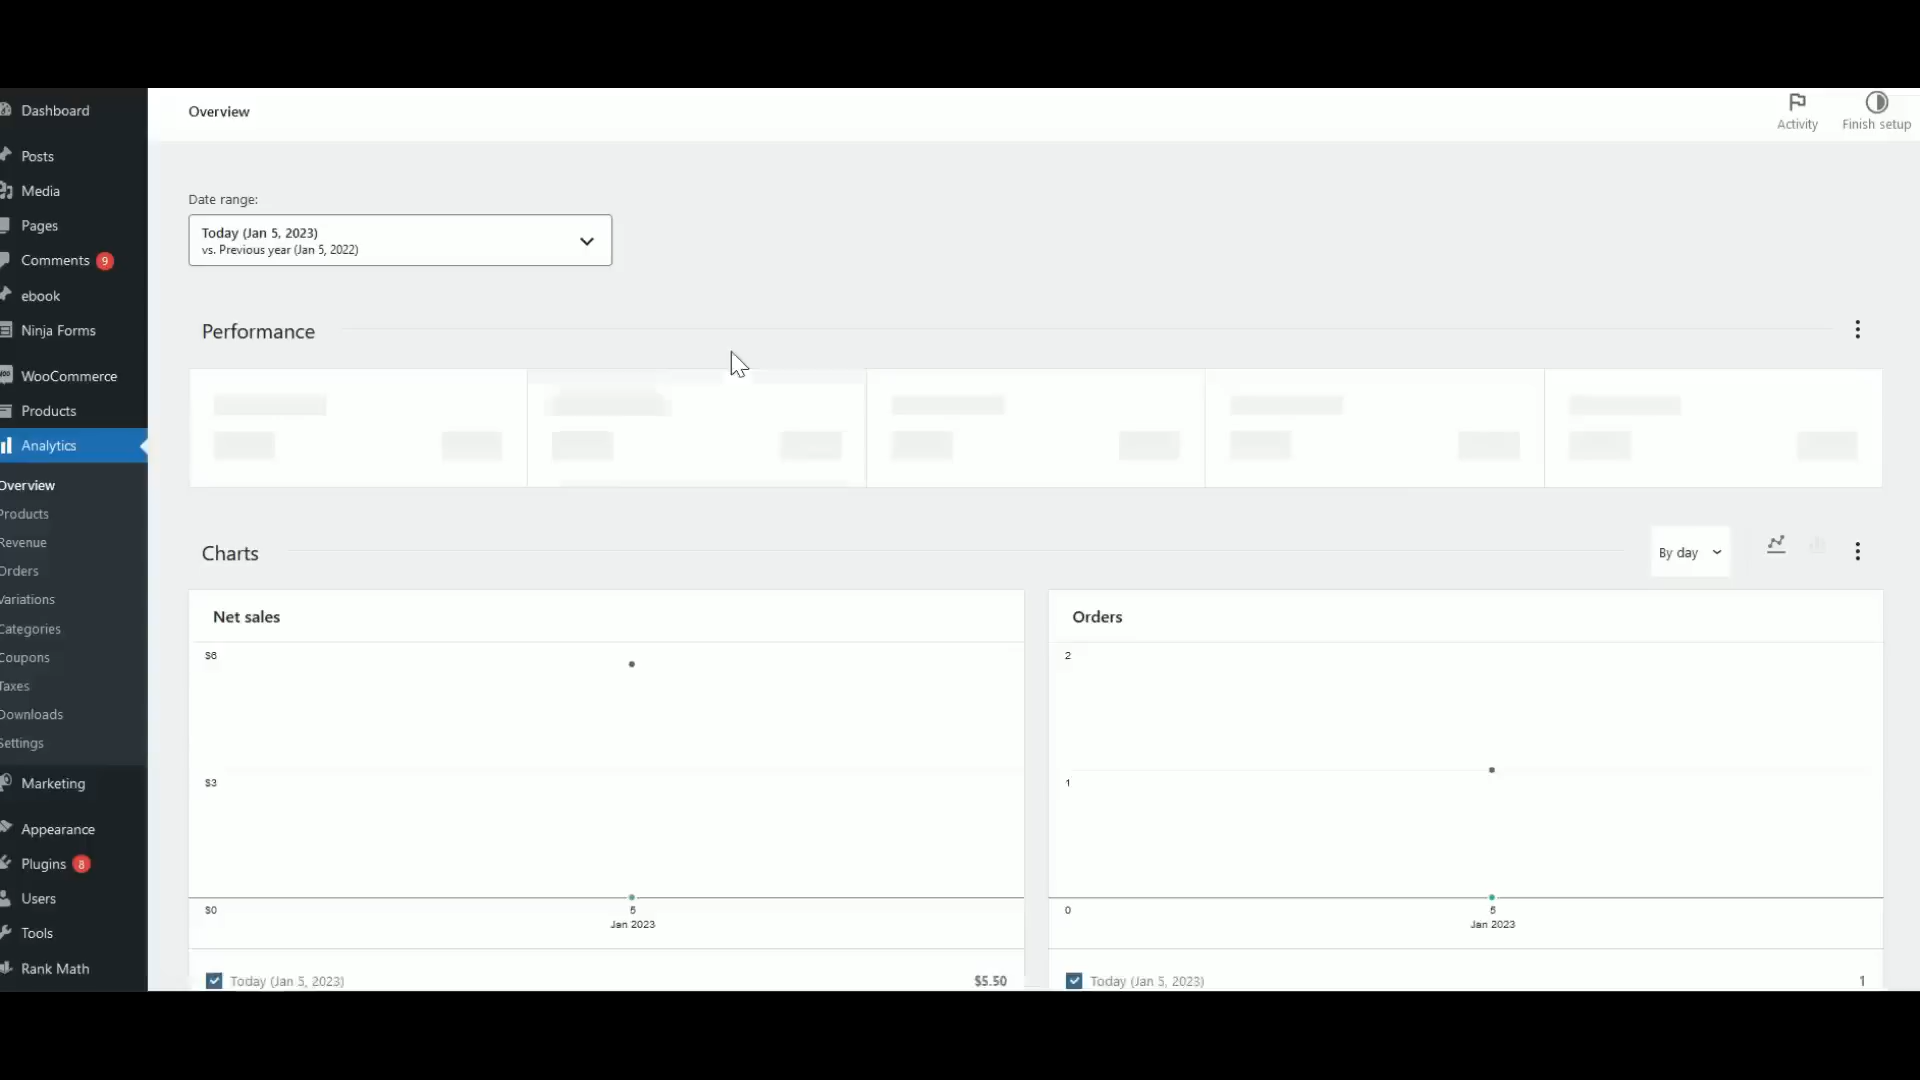 Dashboard
Posts
Media
Pages
Comments 9
ebook
Ninja Forms
WooCommerce
Products
Analytics
Overview
Products
Revenue
Orders
Variations
Categories
Coupons
Taxes
Downloads
Settings
Marketing
Appearance
Plugins 8
Users
Tools
Rank Math
Overview
Activity
Finish setup
Date range:
Today (Jan 5, 2023)
vs. Previous year (Jan 5, 2022)
Performance
Charts
By day
Net sales
$6
$3
$0
5
Jan 2023
Today (Jan 5, 2023) $5.50
Orders
2
1
0
5
Jan 2023
Today (Jan 5, 2023) 1